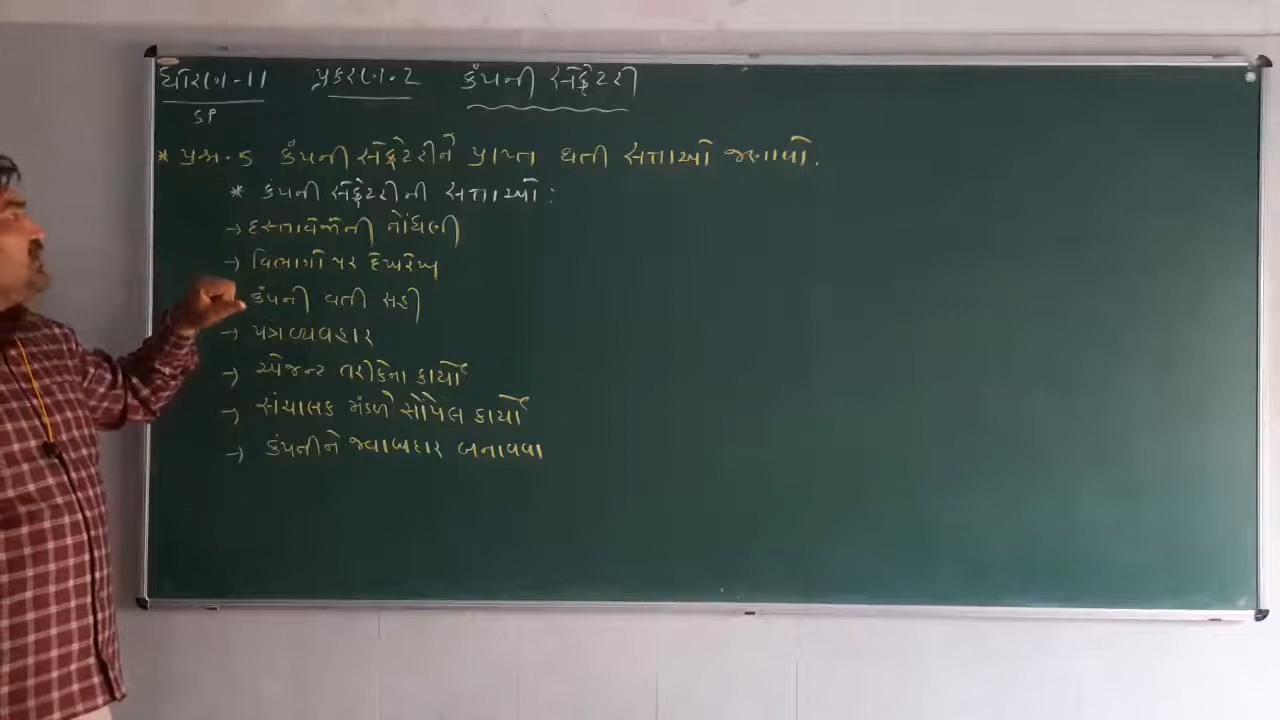 ધોરણ-11 પ્રકરણ.2 કંપની સેક્રેટરી
SP
* પ્રશ્ન.5 કંપની સેક્રેટરીને પ્રાપ્ત થતી સત્તાઓ જણાવો.
* કંપની સેક્રેટરીની સત્તાઓ:
→ દસ્તાવેજોની નોંધણી
→ વિભાગો પર દેખરેખ
કંપની વતી સહી
→ પત્રવ્યવહાર
→ એજન્ટ તરીકેના કાર્યો
→ સંચાલક મંડળે સોંપેલ કાર્યો
→ કંપનીને જવાબદાર બનાવવા